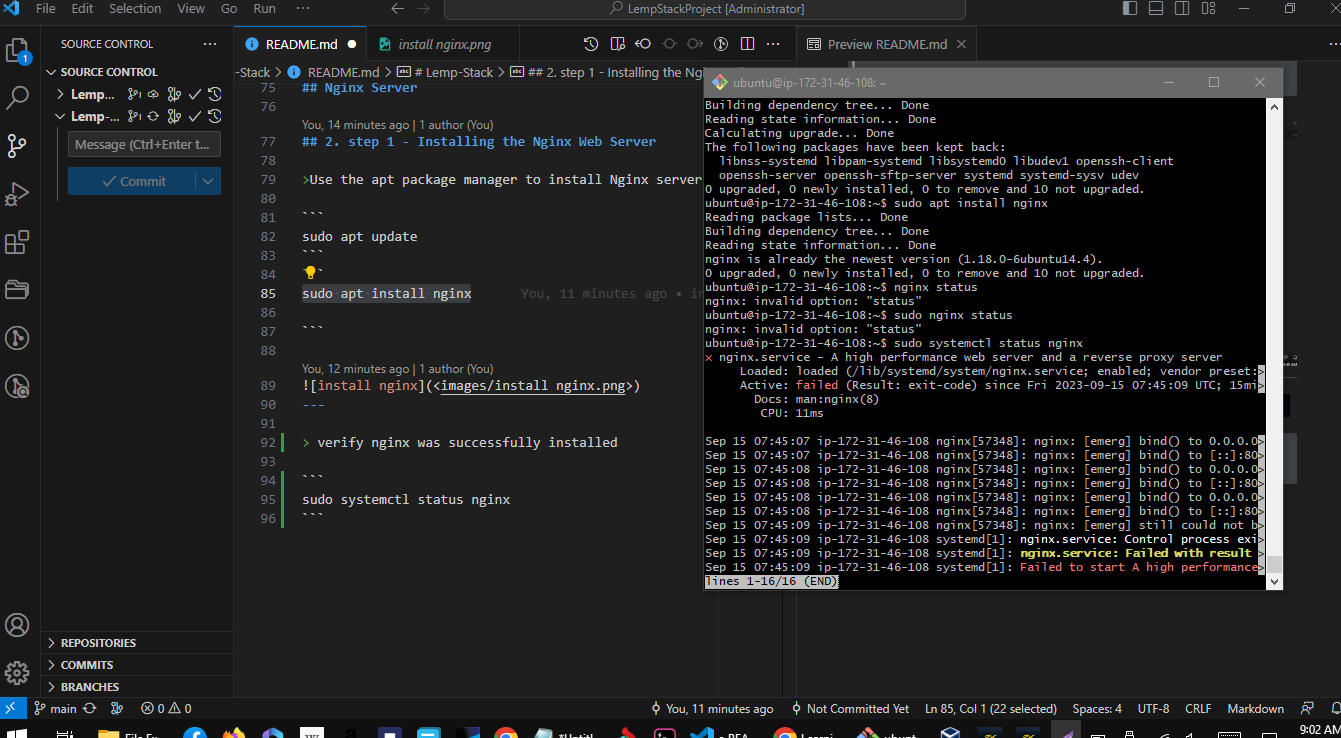 File Edit Selection View Go Run ··· LempStackProject [Administrator]
SOURCE CONTROL ···
README.md
install nginx.png
Preview README.md
SOURCE CONTROL
Lemp...
Lemp-...
Message (Ctrl+Enter t...
Commit
1
-Stack > README.md > # Lemp-Stack > ## 2. step 1 - Installing the Ng
75 ## Nginx Server
76
You, 14 minutes ago | 1 author (You)
77 ## 2. step 1 - Installing the Nginx Web Server
78
79 >Use the apt package manager to install Nginx server
80
81 ```
82 sudo apt update
83 ```
84
85 sudo apt install nginx You, 11 minutes ago •
86
87 ```
88
You, 12 minutes ago | 1 author (You)
89 ![install nginx](<images/install nginx.png>)
90 ---
91
92 > verify nginx was successfully installed
93
94 ```
95 sudo systemctl status nginx
96 ```
ubuntu@ip-172-31-46-108: ~
Building dependency tree... Done
Reading state information... Done
Calculating upgrade... Done
The following packages have been kept back:
libnss-systemd libpam-systemd libsystemd0 libudev1 openssh-client
openssh-server openssh-sftp-server systemd systemd-sysv udev
0 upgraded, 0 newly installed, 0 to remove and 10 not upgraded.
ubuntu@ip-172-31-46-108:~$ sudo apt install nginx
Reading package lists... Done
Building dependency tree... Done
Reading state information... Done
nginx is already the newest version (1.18.0-6ubuntu14.4).
0 upgraded, 0 newly installed, 0 to remove and 10 not upgraded.
ubuntu@ip-172-31-46-108:~$ nginx status
nginx: invalid option: "status"
ubuntu@ip-172-31-46-108:~$ sudo nginx status
nginx: invalid option: "status"
ubuntu@ip-172-31-46-108:~$ sudo systemctl status nginx
× nginx.service - A high performance web server and a reverse proxy server
Loaded: loaded (/lib/systemd/system/nginx.service; enabled; vendor preset:>
Active: failed (Result: exit-code) since Fri 2023-09-15 07:45:09 UTC; 15mi>
Docs: man:nginx(8)
CPU: 11ms
Sep 15 07:45:07 ip-172-31-46-108 nginx[57348]: nginx: [emerg] bind() to 0.0.0.0>
Sep 15 07:45:07 ip-172-31-46-108 nginx[57348]: nginx: [emerg] bind() to [::]:80>
Sep 15 07:45:08 ip-172-31-46-108 nginx[57348]: nginx: [emerg] bind() to 0.0.0.0>
Sep 15 07:45:08 ip-172-31-46-108 nginx[57348]: nginx: [emerg] bind() to [::]:80>
Sep 15 07:45:08 ip-172-31-46-108 nginx[57348]: nginx: [emerg] bind() to 0.0.0.0>
Sep 15 07:45:08 ip-172-31-46-108 nginx[57348]: nginx: [emerg] bind() to [::]:80>
Sep 15 07:45:09 ip-172-31-46-108 nginx[57348]: nginx: [emerg] still could not b>
Sep 15 07:45:09 ip-172-31-46-108 systemd[1]: nginx.service: Control process exi>
Sep 15 07:45:09 ip-172-31-46-108 systemd[1]: nginx.service: Failed with result >
Sep 15 07:45:09 ip-172-31-46-108 systemd[1]: Failed to start A high performance>
lines 1-16/16 (END)
REPOSITORIES
COMMITS
BRANCHES
main 0 0 You, 11 minutes ago Not Committed Yet Ln 85, Col 1 (22 selected) Spaces: 4 UTF-8 CRLF Markdown
9:02 AM